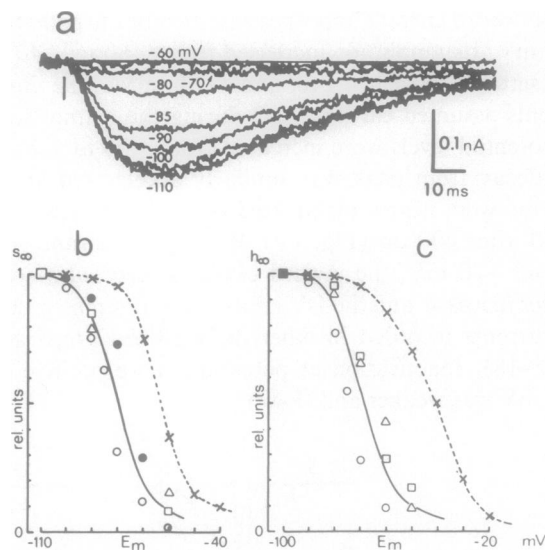 a
-60 mV
-80 -70
-85
-90
-100
-110
0.1 nA
10 ms
b
s∞
1
rel. units
0
-110
Em
-40
c
h∞
1
rel. units
0
-100
Em
-20
mV